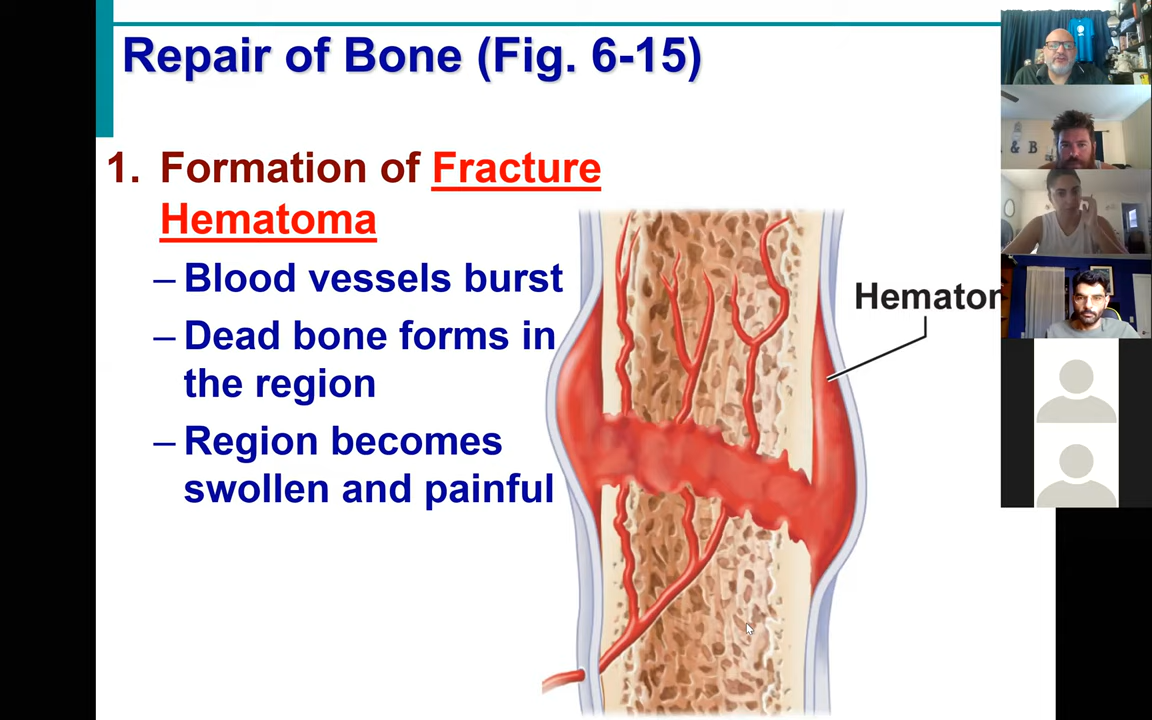 Repair of Bone (Fig. 6-15)
1. Formation of Fracture
Hematoma
– Blood vessels burst
– Dead bone forms in
the region
– Region becomes
swollen and painful
Hematon
& B